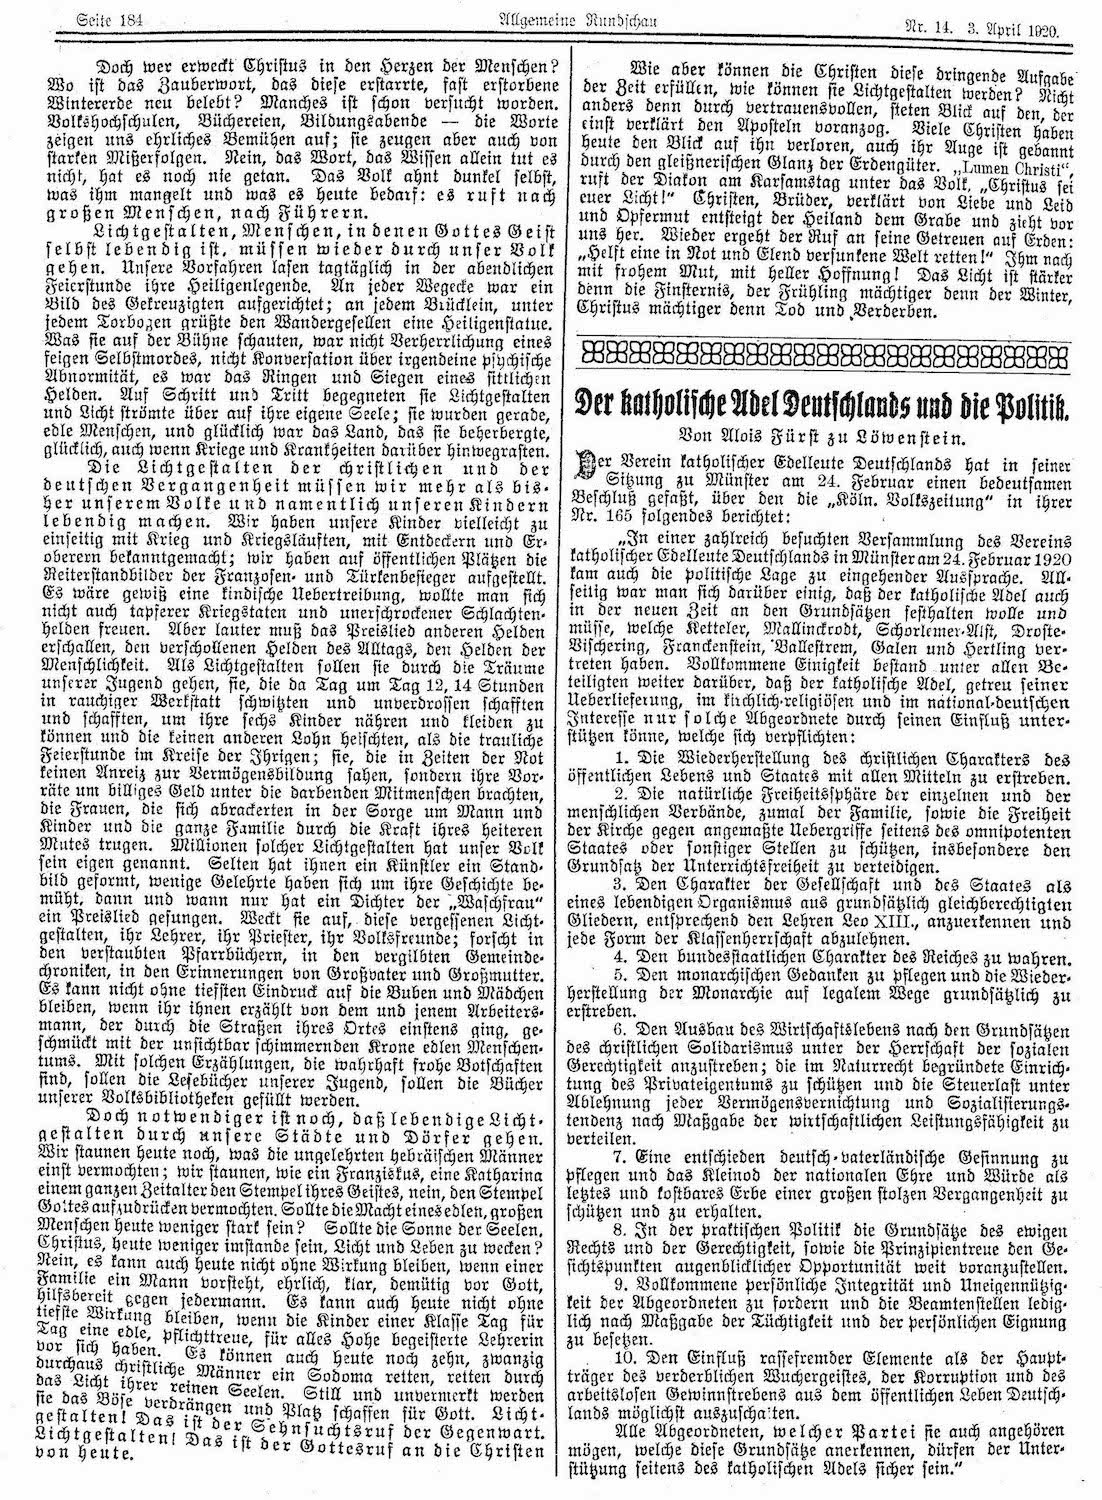 Seite 184
Allgemeine Rundschau
Nr. 14. 3. April 1920.
Doch wer erweckt Christus in den Herzen der Menschen?
Wo ist das Zauberwort, das diese erstarrte, fast erstorbene
Wintererde neu belebt? Manches ist schon versucht worden.
Volkshochschulen, Büchereien, Bildungsabende — die Worte
zeigen uns ehrliches Bemühen auf; sie zeugen aber auch von
starken Mißerfolgen. Nein, das Wort, das Wissen allein tut es
nicht, hat es noch nie getan. Das Volk ahnt dunkel selbst,
was ihm mangelt und was es heute bedarf: es ruft nach
großen Menschen, nach Führern.
Lichtgestalten, Menschen, in denen Gottes Geist
selbst lebendig ist, müssen wieder durch unser Volk
gehen. Unsere Vorfahren lasen tagtäglich in der abendlichen
Feierstunde ihre Heiligenlegende. An jeder Wegecke war ein
Bild des Gekreuzigten aufgerichtet; an jedem Brücklein, unter
jedem Torbogen grüßte den Wandergesellen eine Heiligenstatue.
Was sie auf der Bühne schauten, war nicht Verherrlichung eines
feigen Selbstmordes, nicht Konversation über irgendeine psychische
Abnormität, es war das Ringen und Siegen eines sittlichen
Helden. Auf Schritt und Tritt begegneten sie Lichtgestalten
und Licht strömte über auf ihre eigene Seele; sie wurden gerade,
edle Menschen, und glücklich war das Land, das sie beherbergte,
glücklich, auch wenn Kriege und Krankheiten darüber hinwegrasten.
Die Lichtgestalten der christlichen und der
deutschen Vergangenheit müssen wir mehr als bis-
her unserem Volke und namentlich unseren Kindern
lebendig machen. Wir haben unsere Kinder vielleicht zu
einseitig mit Krieg und Kriegsläuften, mit Entdeckern und Er-
oberern bekanntgemacht; wir haben auf öffentlichen Plätzen die
Reiterstandbilder der Franzosen- und Türkenbesieger aufgestellt.
Es wäre gewiß eine kindische Uebertreibung, wollte man sich
nicht auch tapferer Kriegstaten und unerschrockener Schlachten-
helden freuen. Aber lauter muß das Preislied anderen Helden
erschallen, den verschollenen Helden des Alltags, den Helden der
Menschlichkeit. Als Lichtgestalten sollen sie durch die Träume
unserer Jugend gehen, sie, die da Tag um Tag 12, 14 Stunden
in rauchiger Werkstatt schwitzten und unverdrossen schafften
und schafften, um ihre sechs Kinder nähren und kleiden zu
können und die keinen anderen Lohn heischten, als die trauliche
Feierstunde im Kreise der Ihrigen; sie, die in Zeiten der Not
keinen Anreiz zur Vermögensbildung sahen, sondern ihre Vor-
räte um billiges Geld unter die darbenden Mitmenschen brachten,
die Frauen, die sich abrackerten in der Sorge um Mann und
Kinder und die ganze Familie durch die Kraft ihres heiteren
Mutes trugen. Millionen solcher Lichtgestalten hat unser Volk
sein eigen genannt. Selten hat ihnen ein Künstler ein Stand-
bild geformt, wenige Gelehrte haben sich um ihre Geschichte be-
müht, dann und wann nur hat ein Dichter der „Waschfrau“
ein Preislied gesungen. Weckt sie auf, diese vergessenen Licht-
gestalten, ihr Lehrer, ihr Priester, ihr Volksfreunde; forscht in
den verstaubten Pfarrbüchern, in den vergilbten Gemeinde-
chroniken, in den Erinnerungen von Großvater und Großmutter.
Es kann nicht ohne tiefsten Eindruck auf die Buben und Mädchen
bleiben, wenn ihr ihnen erzählt von dem und jenem Arbeiters-
mann, der durch die Straßen ihres Ortes einstens ging, ge-
schmückt mit der unsichtbar schimmernden Krone edlen Menschen-
tums. Mit solchen Erzählungen, die wahrhaft frohe Botschaften
sind, sollen die Lesebücher unserer Jugend, sollen die Bücher
unserer Volksbibliotheken gefüllt werden.
Doch notwendiger ist noch, daß lebendige Licht-
gestalten durch unsere Städte und Dörfer gehen.
Wir staunen heute noch, was die ungelehrten hebräischen Männer
einst vermochten; wir staunen, wie ein Franziskus, eine Katharina
einem ganzen Zeitalter den Stempel ihres Geistes, nein, den Stempel
Gottes aufzudrücken vermochten. Sollte die Macht eines edlen, großen
Menschen heute weniger stark sein? Sollte die Sonne der Seelen,
Christus, heute weniger imstande sein, Licht und Leben zu wecken?
Nein, es kann auch heute nicht ohne Wirkung bleiben, wenn einer
Familie ein Mann vorsteht, ehrlich, klar, demütig vor Gott,
hilfsbereit gegen jedermann. Es kann auch heute nicht ohne
tiefste Wirkung bleiben, wenn die Kinder einer Klasse Tag für
Tag eine edle, pflichttreue, für alles Hohe begeisterte Lehrerin
vor sich haben. Es können auch heute noch zehn, zwanzig
durchaus christliche Männer ein Sodoma retten, retten durch
das Licht ihrer reinen Seelen. Still und unvermerkt werden
sie das Böse verdrängen und Platz schaffen für Gott. Licht-
gestalten! Das ist der Sehnsuchtsruf der Gegenwart.
Lichtgestalten! Das ist der Gottesruf an die Christen
von heute.
Wie aber können die Christen diese dringende Aufgabe
der Zeit erfüllen, wie können sie Lichtgestalten werden? Nicht
anders denn durch vertrauensvollen, steten Blick auf den, der
einst verklärt den Aposteln voranzog. Viele Christen haben
heute den Blick auf ihn verloren, auch ihr Auge ist gebannt
durch den gleißnerischen Glanz der Erdengüter. „Lumen Christi“,
ruft der Diakon am Karsamstag unter das Volk, „Christus sei
euer Licht!“ Christen, Brüder, verklärt von Liebe und Leid
und Opfermut entsteigt der Heiland dem Grabe und zieht vor
uns her. Wieder ergeht der Ruf an seine Getreuen auf Erden:
„Helft eine in Not und Elend versunkene Welt retten!“ Ihm nach
mit frohem Mut, mit heller Hoffnung! Das Licht ist stärker
denn die Finsternis, der Frühling mächtiger denn der Winter,
Christus mächtiger denn Tod und Verderben.
Der katholische Adel Deutschlands und die Politik.
Von Alois Fürst zu Löwenstein.
Der Verein katholischer Edelleute Deutschlands hat in seiner
Sitzung zu Münster am 24. Februar einen bedeutsamen
Beschluß gefaßt, über den die „Köln. Volkszeitung“ in ihrer
Nr. 165 folgendes berichtet:
„In einer zahlreich besuchten Versammlung des Vereins
katholischer Edelleute Deutschlands in Münster am 24. Februar 1920
kam auch die politische Lage zu eingehender Aussprache. All-
seitig war man sich darüber einig, daß der katholische Adel auch
in der neuen Zeit an den Grundsätzen festhalten wolle und
müsse, welche Ketteler, Mallinckrodt, Schorlemer-Alst, Droste-
Vischering, Franckenstein, Ballestrem, Galen und Hertling ver-
treten haben. Vollkommene Einigkeit bestand unter allen Be-
teiligten weiter darüber, daß der katholische Adel, getreu seiner
Ueberlieferung, im kirchlich-religiösen und im national-deutschen
Interesse nur solche Abgeordnete durch seinen Einfluß unter-
stützen könne, welche sich verpflichten:
1. Die Wiederherstellung des christlichen Charakters des
öffentlichen Lebens und Staates mit allen Mitteln zu erstreben.
2. Die natürliche Freiheitssphäre der einzelnen und der
menschlichen Verbände, zumal der Familie, sowie die Freiheit
der Kirche gegen angemaßte Uebergriffe seitens des omnipotenten
Staates oder sonstiger Stellen zu schützen, insbesondere den
Grundsatz der Unterrichtsfreiheit zu verteidigen.
3. Den Charakter der Gesellschaft und des Staates als
eines lebendigen Organismus aus grundsätzlich gleichberechtigten
Gliedern, entsprechend den Lehren Leo XIII., anzuerkennen und
jede Form der Klassenherrschaft abzulehnen.
4. Den bundesstaatlichen Charakter des Reiches zu wahren.
5. Den monarchischen Gedanken zu pflegen und die Wieder-
herstellung der Monarchie auf legalem Wege grundsätzlich zu
erstreben.
6. Den Ausbau des Wirtschaftslebens nach den Grundsätzen
des christlichen Solidarismus unter der Herrschaft der sozialen
Gerechtigkeit anzustreben; die im Naturrecht begründete Einrich-
tung des Privateigentums zu schützen und die Steuerlast unter
Ablehnung jeder Vermögensvernichtung und Sozialisierungs-
tendenz nach Maßgabe der wirtschaftlichen Leistungsfähigkeit zu
verteilen.
7. Eine entschieden deutsch-vaterländische Gesinnung zu
pflegen und das Kleinod der nationalen Ehre und Würde als
letztes und kostbares Erbe einer großen stolzen Vergangenheit zu
schützen und zu erhalten.
8. In der praktischen Politik die Grundsätze des ewigen
Rechts und der Gerechtigkeit, sowie die Prinzipientreue den Ge-
sichtspunkten augenblicklicher Opportunität weit voranzustellen.
9. Vollkommene persönliche Integrität und Uneigennützig-
keit der Abgeordneten zu fordern und die Beamtenstellen ledig-
lich nach Maßgabe der Tüchtigkeit und der persönlichen Eignung
zu besetzen.
10. Den Einfluß rassefremder Elemente als der Haupt-
träger des verderblichen Wuchergeistes, der Korruption und des
arbeitslosen Gewinnstrebens aus dem öffentlichen Leben Deutsch-
lands möglichst auszuschalten.
Alle Abgeordneten, welcher Partei sie auch angehören
mögen, welche diese Grundsätze anerkennen, dürfen der Unter-
stützung seitens des katholischen Adels sicher sein.“